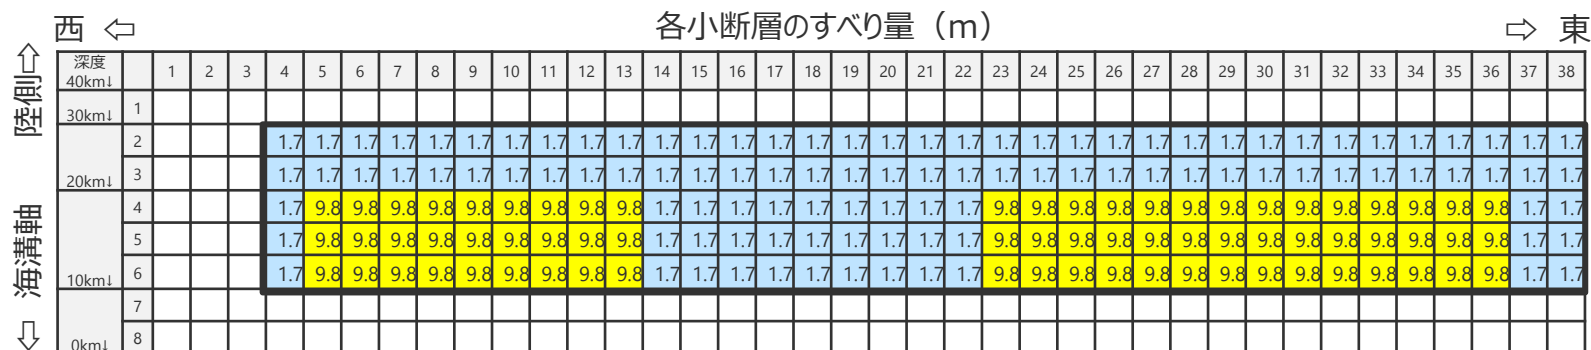 各小断層のすべり量（m）
西 ⇦
⇨ 東
陸側⇨
海溝軸
⇦
深度
40km↓ 1 2 3 4 5 6 7 8 9 10 11 12 13 14 15 16 17 18 19 20 21 22 23 24 25 26 27 28 29 30 31 32 33 34 35 36 37 38
30km↓ 1
2 1.7 1.7 1.7 1.7 1.7 1.7 1.7 1.7 1.7 1.7 1.7 1.7 1.7 1.7 1.7 1.7 1.7 1.7 1.7 1.7 1.7 1.7 1.7 1.7 1.7 1.7 1.7 1.7 1.7 1.7 1.7 1.7 1.7 1.7 1.7
20km↓ 3 1.7 1.7 1.7 1.7 1.7 1.7 1.7 1.7 1.7 1.7 1.7 1.7 1.7 1.7 1.7 1.7 1.7 1.7 1.7 1.7 1.7 1.7 1.7 1.7 1.7 1.7 1.7 1.7 1.7 1.7 1.7 1.7 1.7 1.7 1.7
4 1.7 9.8 9.8 9.8 9.8 9.8 9.8 9.8 9.8 9.8 1.7 1.7 1.7 1.7 1.7 1.7 1.7 1.7 1.7 9.8 9.8 9.8 9.8 9.8 9.8 9.8 9.8 9.8 9.8 9.8 9.8 9.8 9.8 1.7 1.7
5 1.7 9.8 9.8 9.8 9.8 9.8 9.8 9.8 9.8 9.8 1.7 1.7 1.7 1.7 1.7 1.7 1.7 1.7 1.7 9.8 9.8 9.8 9.8 9.8 9.8 9.8 9.8 9.8 9.8 9.8 9.8 9.8 9.8 1.7 1.7
10km↓ 6 1.7 9.8 9.8 9.8 9.8 9.8 9.8 9.8 9.8 9.8 1.7 1.7 1.7 1.7 1.7 1.7 1.7 1.7 1.7 9.8 9.8 9.8 9.8 9.8 9.8 9.8 9.8 9.8 9.8 9.8 9.8 9.8 9.8 1.7 1.7
7
0km↓ 8